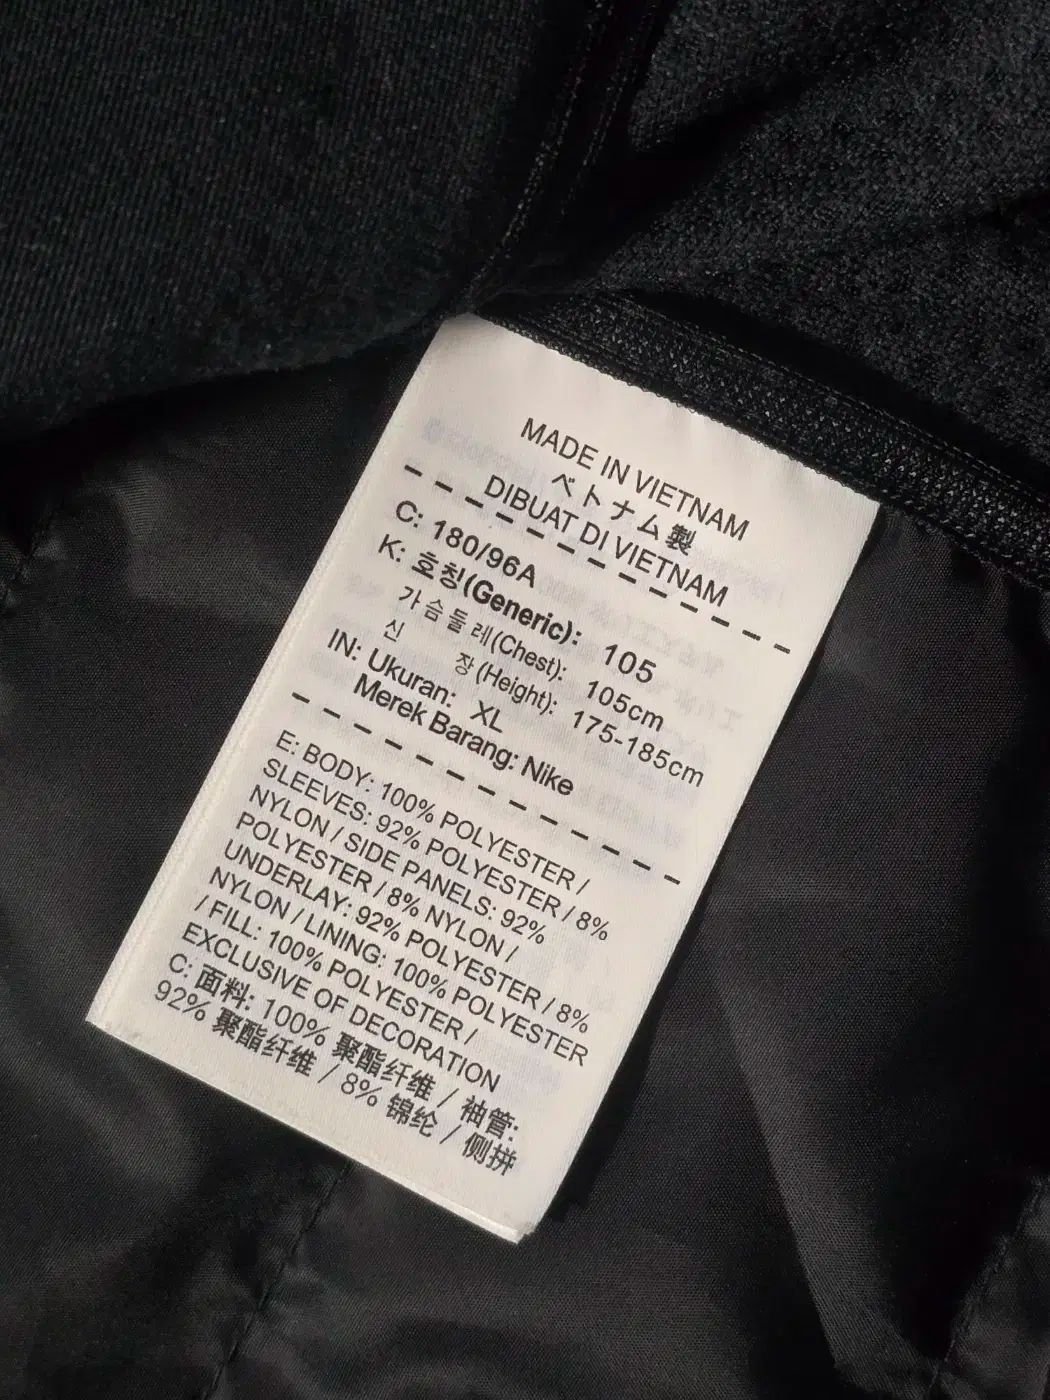 MADE IN VIETNAM
ベトナム製
DIBUAT DI VIETNAM
C: 180/96A
K: 호칭(Generic): 105
가슴둘레(Chest): 105cm
신 장(Height): 175-185cm
IN: Ukuran: XL
Merek Barang: Nike
E: BODY: 100% POLYESTER /
SLEEVES: 92% POLYESTER / 8%
NYLON / SIDE PANELS: 92%
POLYESTER / 8% NYLON /
UNDERLAY: 92% POLYESTER / 8%
NYLON / LINING: 100% POLYESTER
/ FILL: 100% POLYESTER /
EXCLUSIVE OF DECORATION
C: 面料: 100% 聚酯纤维 / 袖管:
92% 聚酯纤维 / 8% 锦纶 / 侧拼